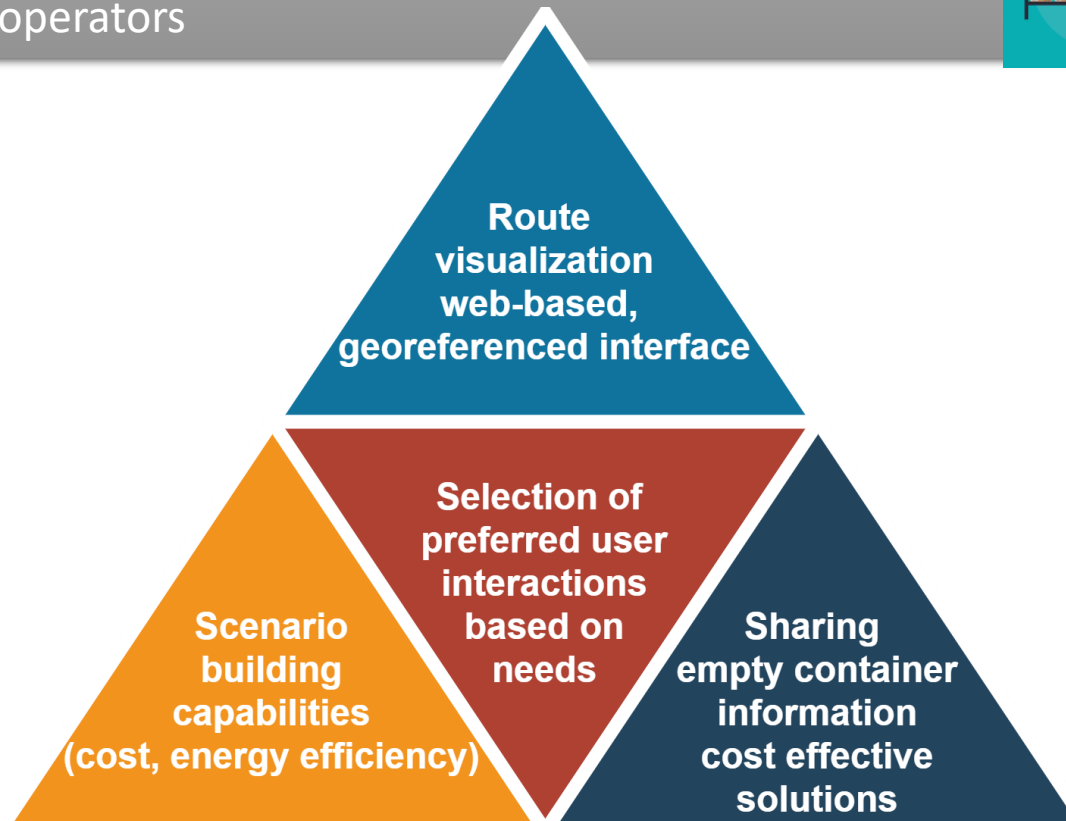 operators
Route
visualization
web-based,
georeferenced interface
Selection of
preferred user
interactions
based on
needs
Scenario
building
capabilities
(cost, energy efficiency)
Sharing
empty container
information
cost effective
solutions